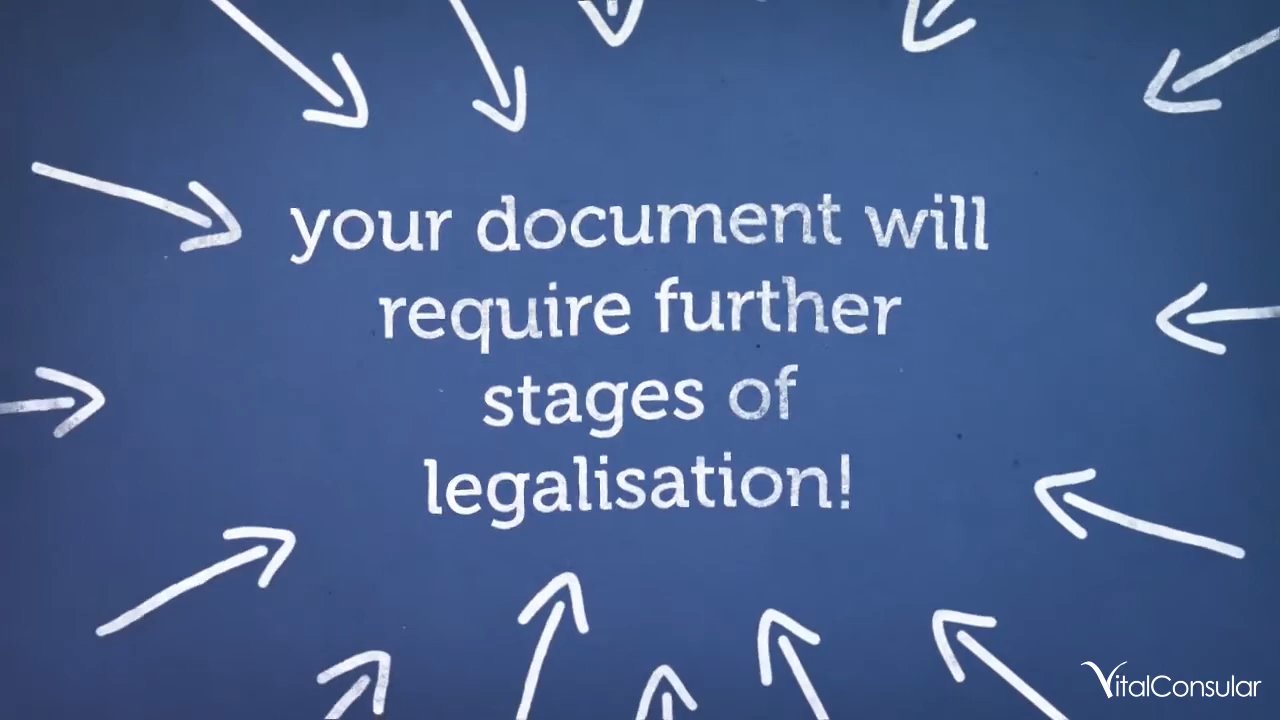 your document will
require further
stages of
legalisation!
VitalConsular